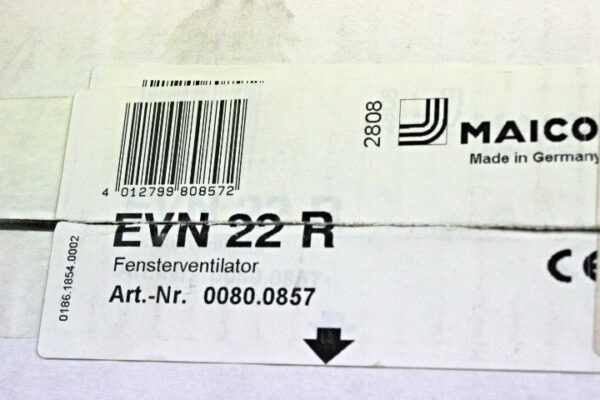 2808
MAICO
Made in Germany
4 012799 808572
EVN 22 R
Fensterventilator
Art.-Nr. 0080.0857
0186.1854.0002
CE